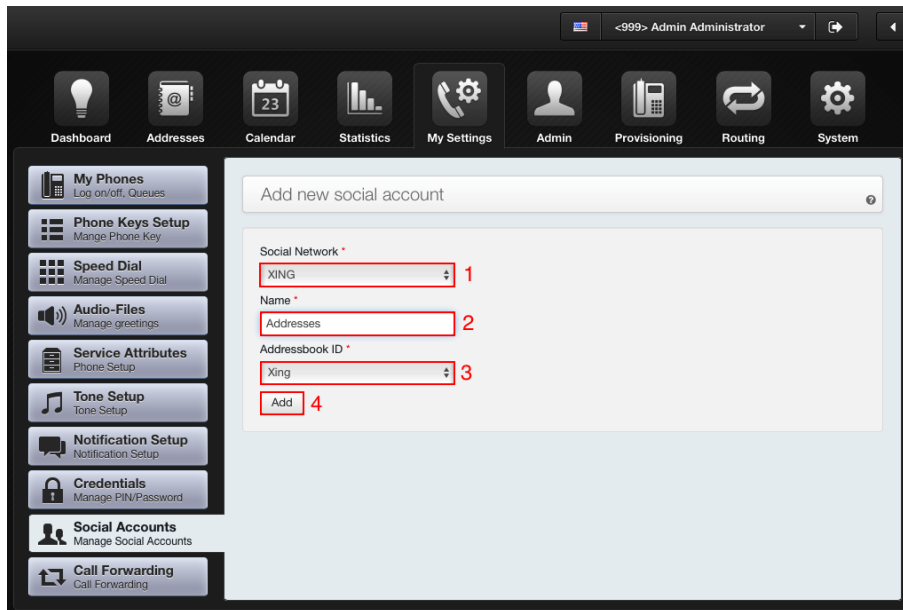 <999> Admin Administrator
@
23
Dashboard
Addresses
Calendar
Statistics
My Settings
Admin
Provisioning
Routing
System
My Phones
Log on/off, Queues
Phone Keys Setup
Mange Phone Key
Speed Dial
Manage Speed Dial
Audio-Files
Manage greetings
Service Attributes
Phone Setup
Tone Setup
Tone Setup
Notification Setup
Notification Setup
Credentials
Manage PIN/Password
Social Accounts
Manage Social Accounts
Call Forwarding
Call Forwarding
Add new social account
?
Social Network *
XING 1
Name *
Addresses 2
Addressbook ID *
Xing 3
Add 4